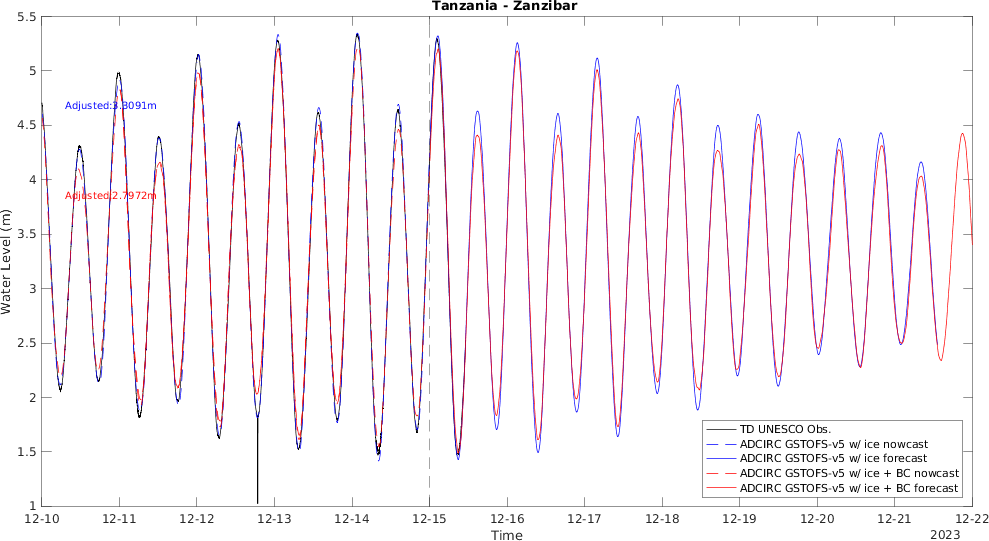 Tanzania - Zanzibar
5.5
5
4.5
4
3.5
3
2.5
2
1.5
1
Water Level (m)
Adjusted:3.8091m
Adjusted:2.7972m
TD UNESCO Obs.
ADCIRC GSTOFS-v5 w/ ice nowcast
ADCIRC GSTOFS-v5 w/ ice forecast
ADCIRC GSTOFS-v5 w/ ice + BC nowcast
ADCIRC GSTOFS-v5 w/ ice + BC forecast
12-10 12-11 12-12 12-13 12-14 12-15 12-16 12-17 12-18 12-19 12-20 12-21 12-22
Time
2023